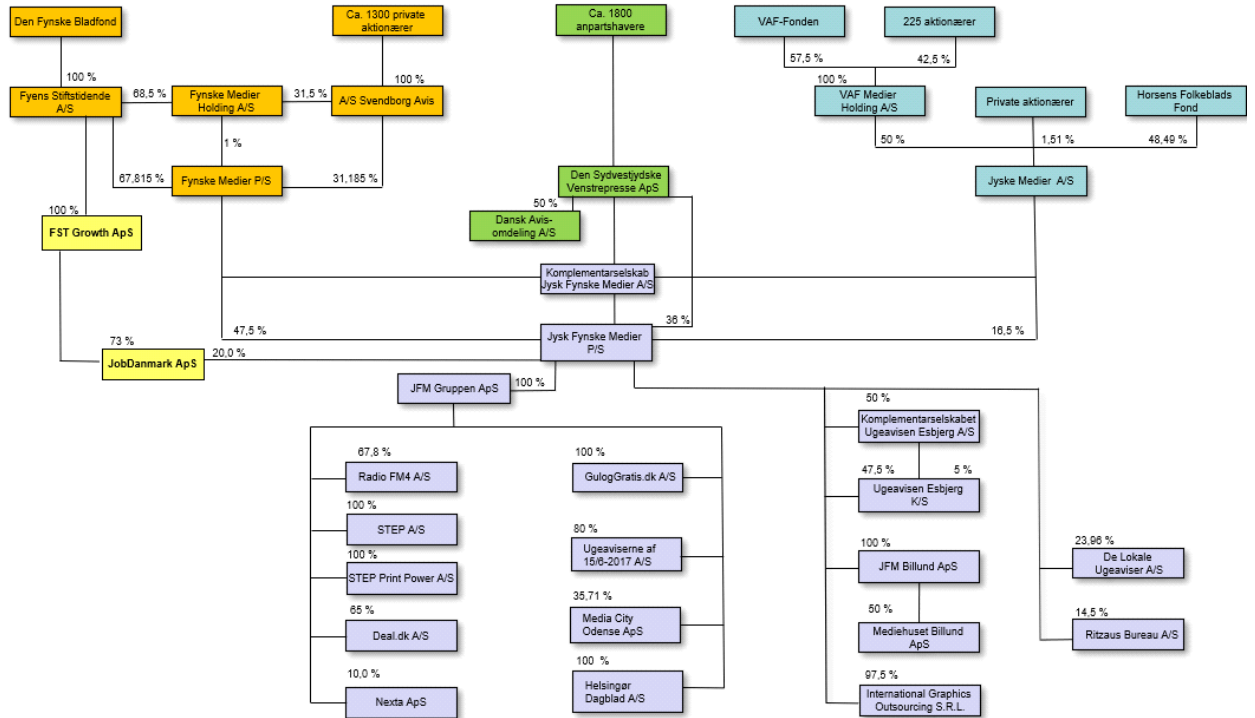 Den Fynske Bladfond
Ca. 1300 private
aktionærer
Ca. 1800
anpartshavere
VAF-Fonden
225 aktionærer
57,5 %
42,5 %
100 %
100 %
100 %
Fyens Stiftstidende
A/S
68,5 %
Fynske Medier
Holding A/S
31,5 %
A/S Svendborg Avis
VAF Medier
Holding A/S
Private aktionærer
Horsens Folkeblads
Fond
1 %
50 %
1,51 %
48,49 %
67,815 %
Fynske Medier P/S
31,185 %
Den Sydvestjydske
Venstrepresse ApS
Jyske Medier A/S
100 %
50 %
FST Growth ApS
Dansk Avis-
omdeling A/S
Komplementarselskab
Jysk Fynske Medier A/S
47,5 %
36 %
16,5 %
Jysk Fynske Medier
P/S
73 %
20,0 %
JobDanmark ApS
JFM Gruppen ApS
100 %
67,8 %
Radio FM4 A/S
100 %
STEP A/S
100 %
STEP Print Power A/S
65 %
Deal.dk A/S
10,0 %
Nexta ApS
100 %
GulogGratis.dk A/S
80 %
Ugeaviserne af
15/6-2017 A/S
35,71 %
Media City
Odense ApS
100 %
Helsingør
Dagblad A/S
50 %
Komplementarselskabet
Ugeavisen Esbjerg A/S
47,5 %
5 %
Ugeavisen Esbjerg
K/S
100 %
JFM Billund ApS
50 %
Mediehuset Billund
ApS
97,5 %
International Graphics
Outsourcing S.R.L.
23,96 %
De Lokale
Ugeaviser A/S
14,5 %
Ritzaus Bureau A/S